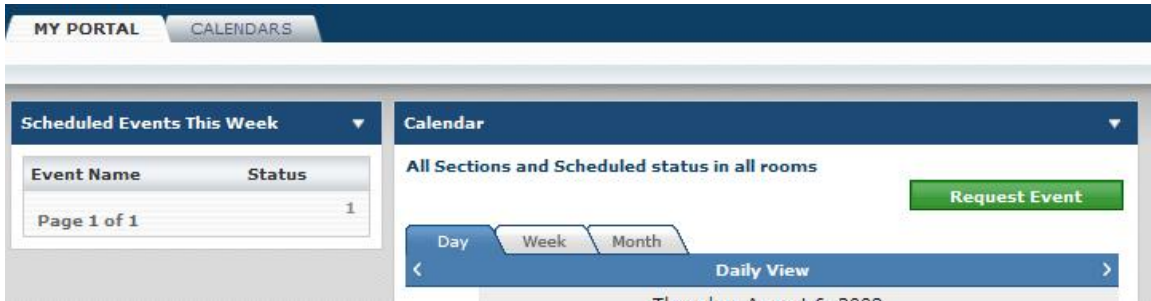 MY PORTAL CALENDARS
Scheduled Events This Week
Event Name Status
Page 1 of 1 1
Calendar
All Sections and Scheduled status in all rooms
Request Event
Day Week Month
Daily View